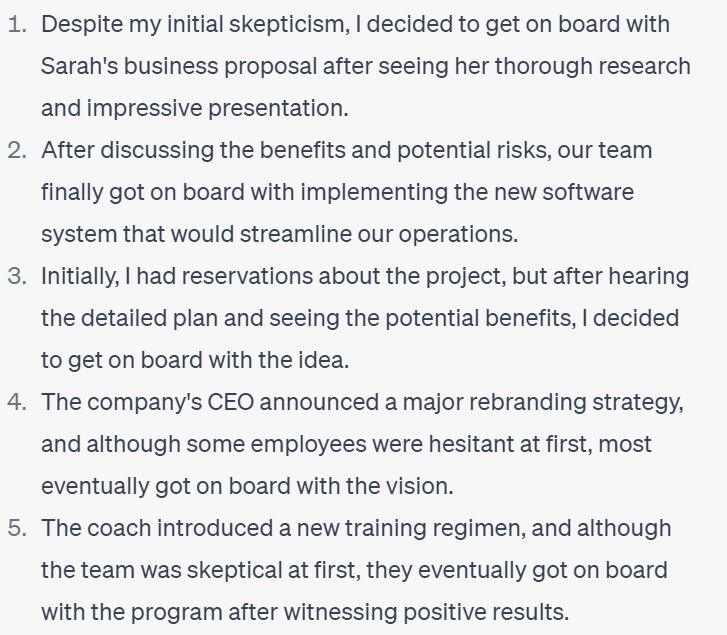 1. Despite my initial skepticism, I decided to get on board with
Sarah's business proposal after seeing her thorough research
and impressive presentation.
2. After discussing the benefits and potential risks, our team
finally got on board with implementing the new software
system that would streamline our operations.
3. Initially, I had reservations about the project, but after hearing
the detailed plan and seeing the potential benefits, I decided
to get on board with the idea.
4. The company's CEO announced a major rebranding strategy,
and although some employees were hesitant at first, most
eventually got on board with the vision.
5. The coach introduced a new training regimen, and although
the team was skeptical at first, they eventually got on board
with the program after witnessing positive results.